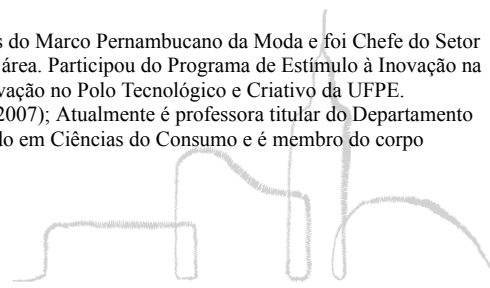 s do Marco Pernambucano da Moda e foi Chefe do Setor
área. Participou do Programa de Estímulo à Inovação na
vação no Polo Tecnológico e Criativo da UFPE.
2007); Atualmente é professora titular do Departamento
do em Ciências do Consumo e é membro do corpo